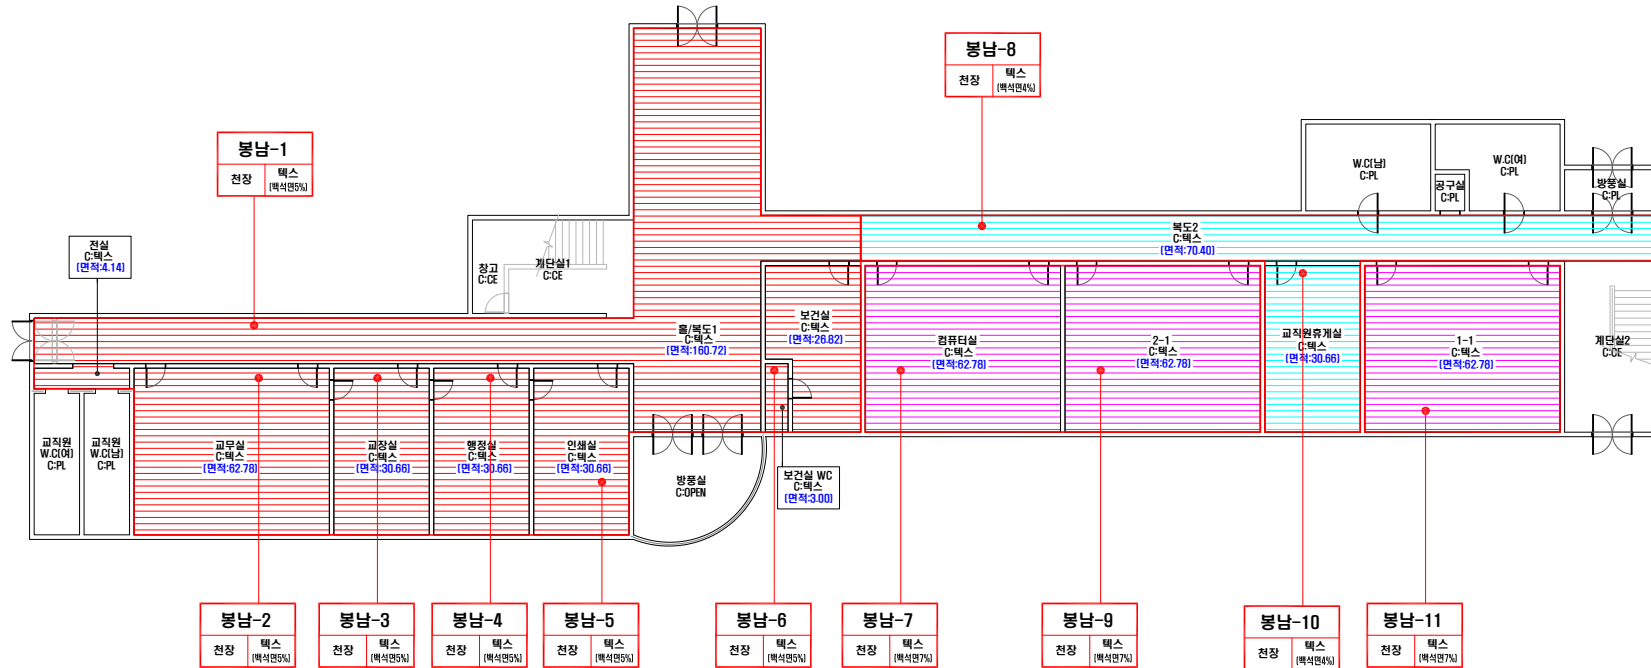 봉남-8
천장 텍스
(백석면4%)
봉남-1
천장 텍스
(백석면5%)
W.C(남)
C:PL
W.C(여)
C:PL
공구실
C:PL
방풍실
C:PL
복도2
C:텍스
(면적:70.40)
전실
C:텍스
(면적:4.14)
창고
C:CE
계단실1
C:CE
홀/복도1
C:텍스
(면적:160.72)
보건실
C:텍스
(면적:26.82)
컴퓨터실
C:텍스
(면적:62.78)
2-1
C:텍스
(면적:62.78)
교직원휴게실
C:텍스
(면적:30.66)
1-1
C:텍스
(면적:62.78)
계단실2
C:CE
교직원
W.C(여)
C:PL
교직원
W.C(남)
C:PL
교무실
C:텍스
(면적:62.78)
교장실
C:텍스
(면적:30.66)
행정실
C:텍스
(면적:30.66)
인쇄실
C:텍스
(면적:30.66)
방풍실
C:OPEN
보건실 WC
C:텍스
(면적:3.00)
봉남-2
천장 텍스
(백석면5%)
봉남-3
천장 텍스
(백석면5%)
봉남-4
천장 텍스
(백석면5%)
봉남-5
천장 텍스
(백석면5%)
봉남-6
천장 텍스
(백석면5%)
봉남-7
천장 텍스
(백석면7%)
봉남-9
천장 텍스
(백석면7%)
봉남-10
천장 텍스
(백석면4%)
봉남-11
천장 텍스
(백석면7%)